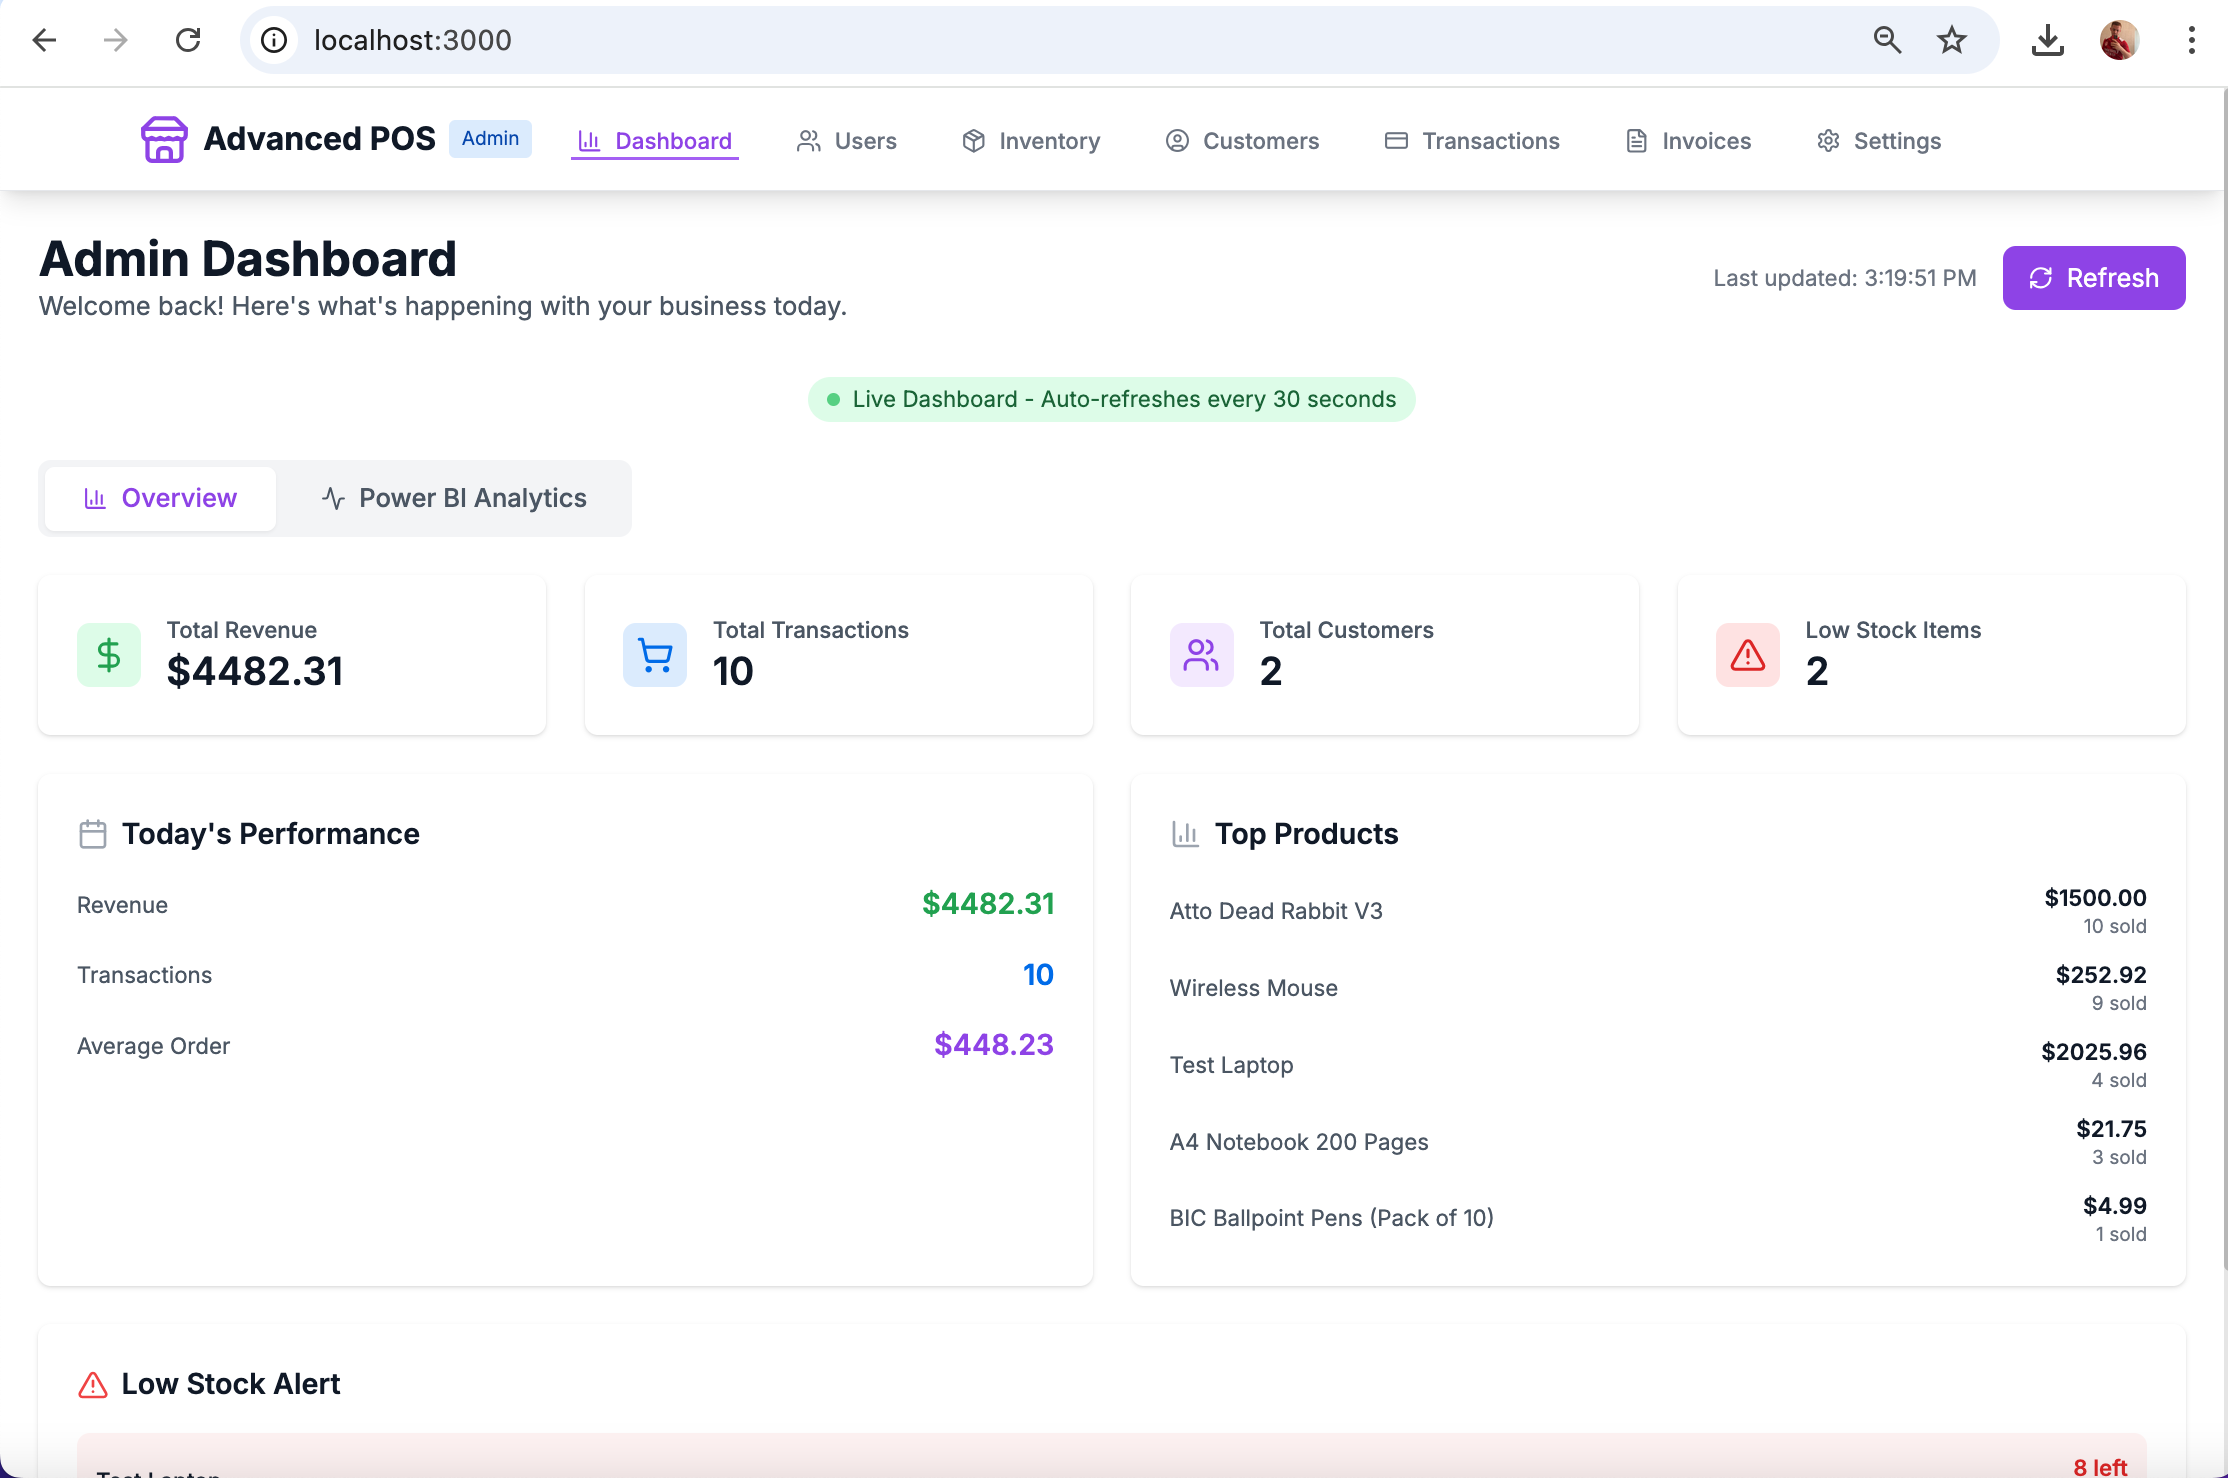 localhost:3000
Advanced POS Admin Dashboard Users Inventory Customers Transactions Invoices Settings
Admin Dashboard
Welcome back! Here's what's happening with your business today.
Last updated: 3:19:51 PM
Refresh
Live Dashboard - Auto-refreshes every 30 seconds
Overview Power BI Analytics
Total Revenue
$4482.31
Total Transactions
10
Total Customers
2
Low Stock Items
2
Today's Performance
Revenue $4482.31
Transactions 10
Average Order $448.23
Top Products
Atto Dead Rabbit V3 $1500.00
10 sold
Wireless Mouse $252.92
9 sold
Test Laptop $2025.96
4 sold
A4 Notebook 200 Pages $21.75
3 sold
BIC Ballpoint Pens (Pack of 10) $4.99
1 sold
Low Stock Alert
Test Laptop 8 left